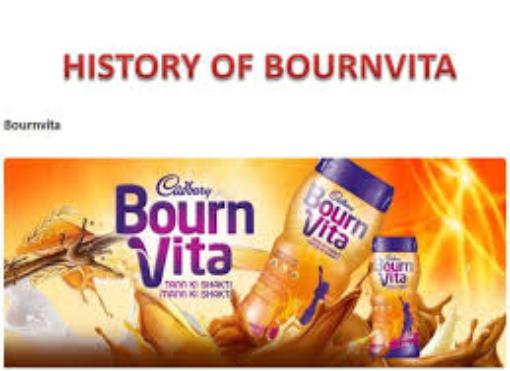 HISTORY OF BOURNVITA
Bournvita
Cadbury
Bourn
Vita
TANN KI SHAKTI
MANN KI SHAKTI
Cadbury
Bourn
Vita
Cadbury
Bourn
Vita